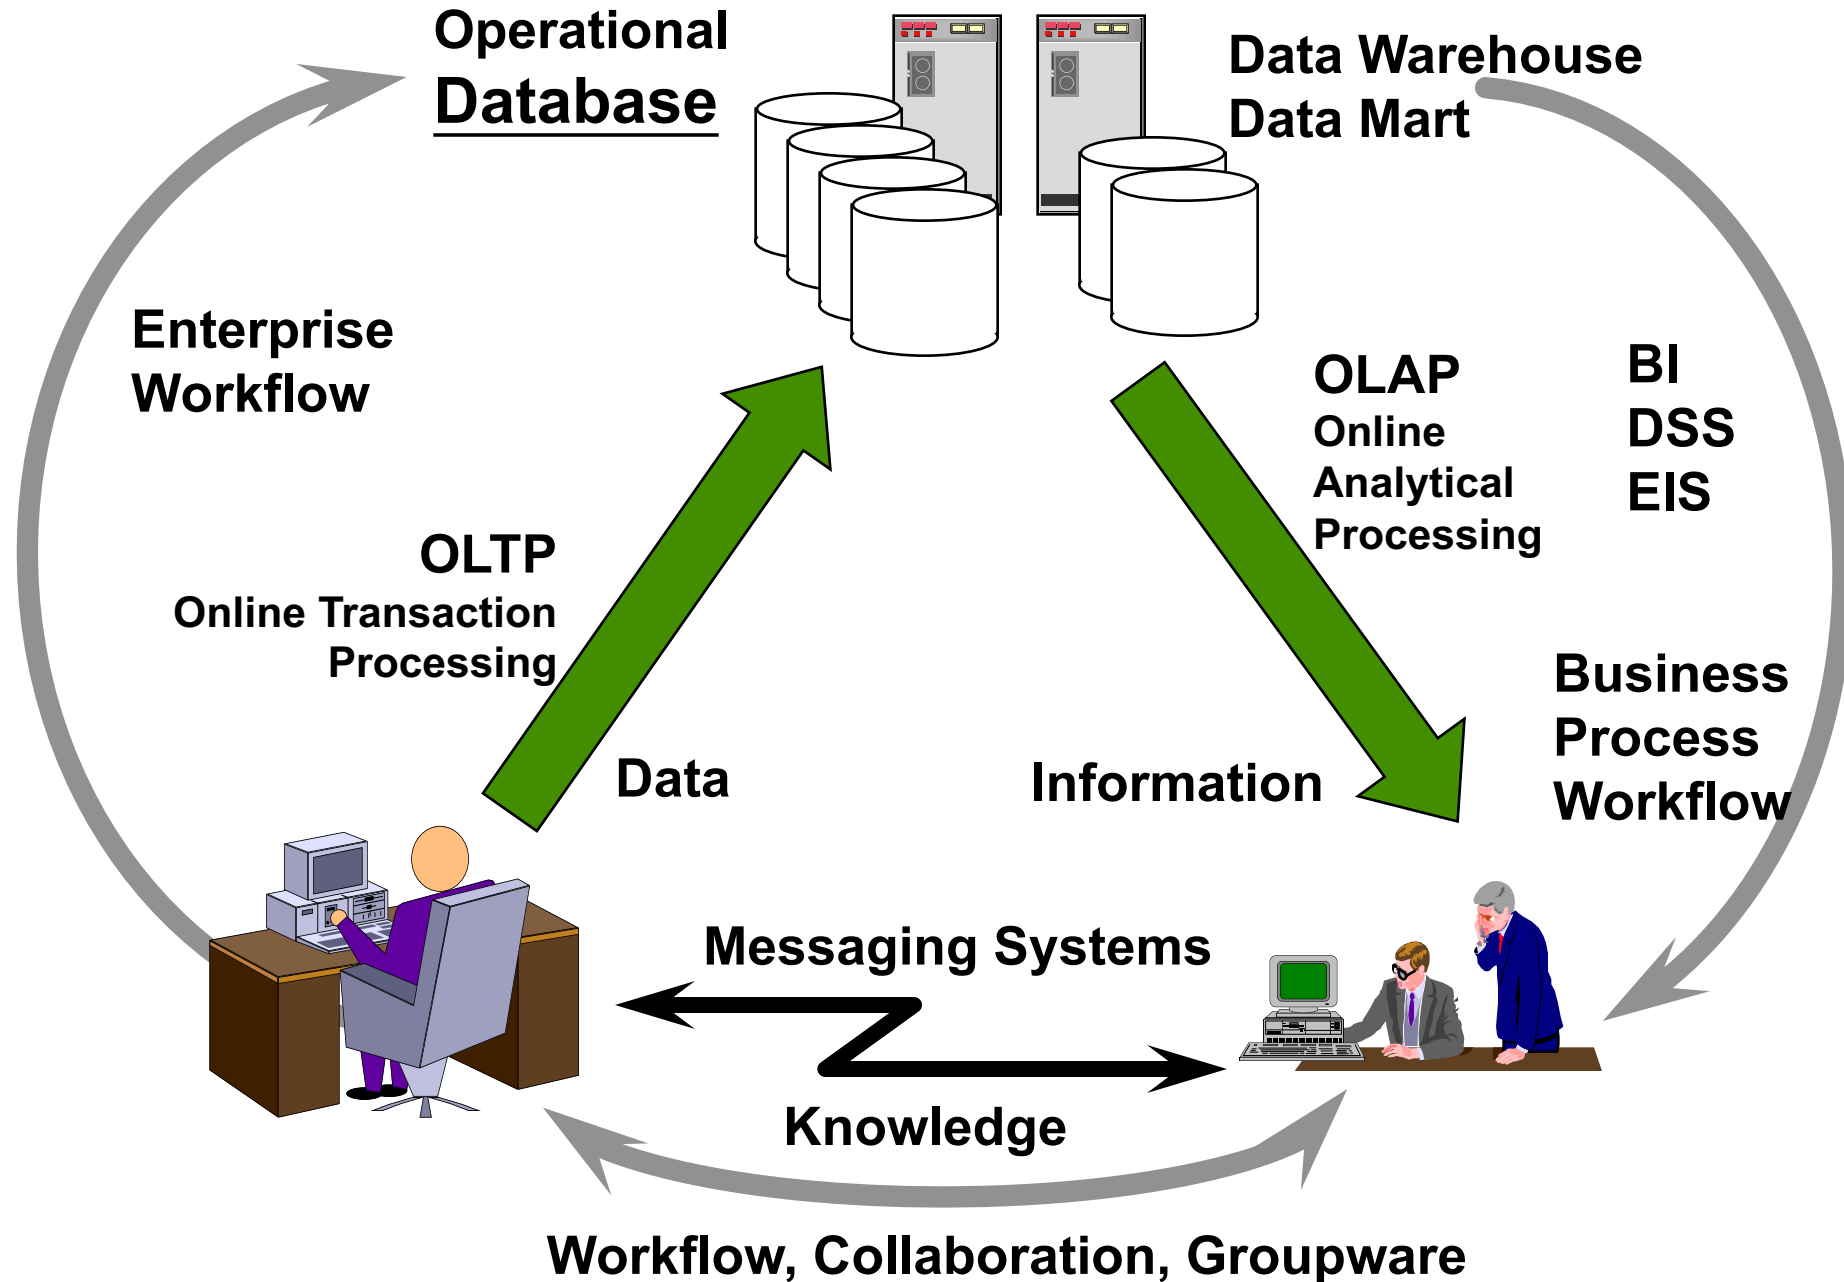 Operational
Database
Data Warehouse
Data Mart
Enterprise
Workflow
OLAP
Online
Analytical
Processing
BI
DSS
EIS
OLTP
Online Transaction
Processing
Data
Information
Business
Process
Workflow
Messaging Systems
Knowledge
Workflow, Collaboration, Groupware